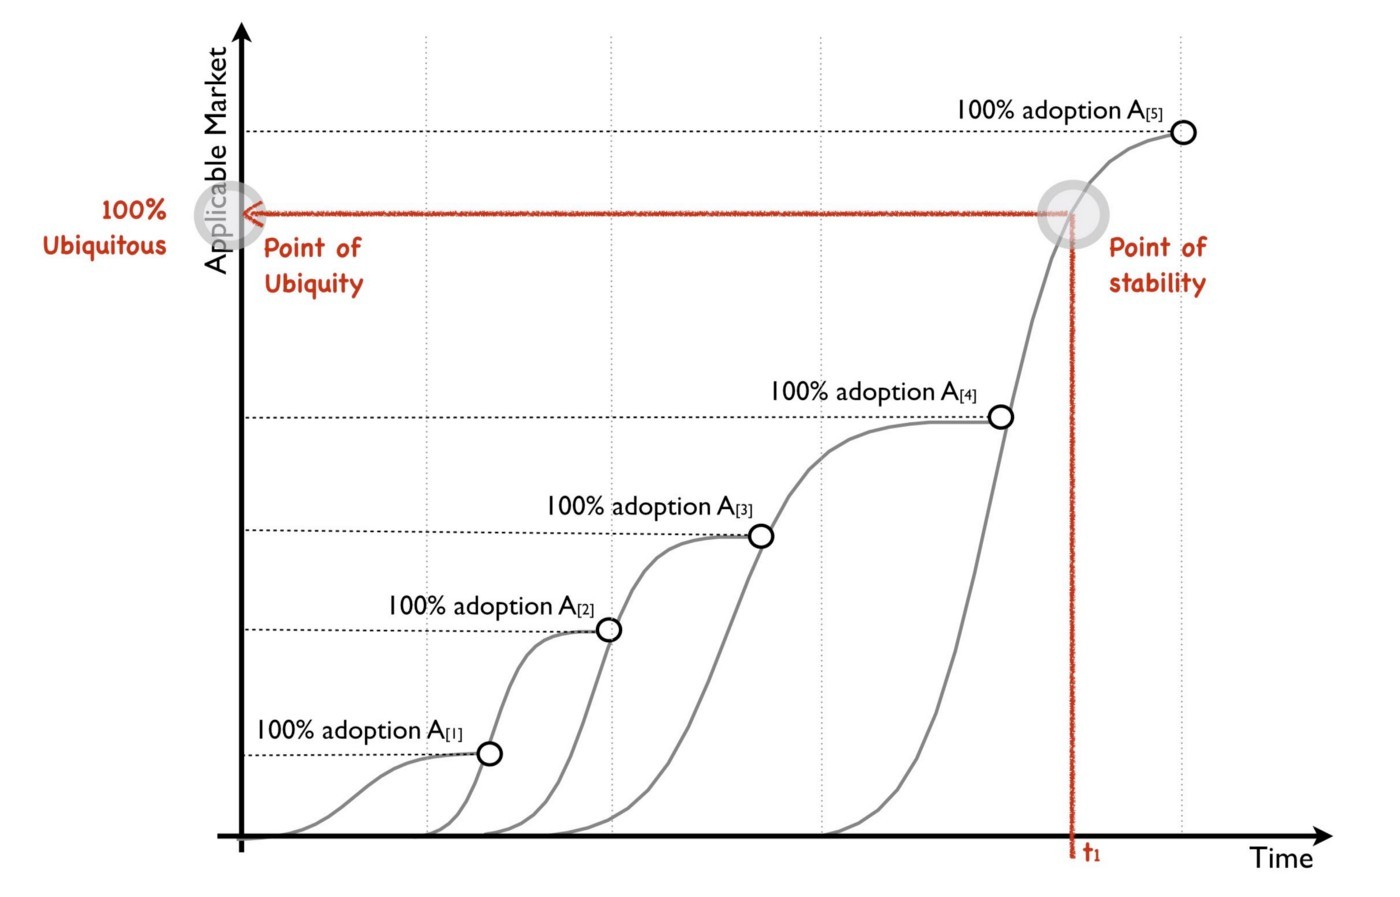 Applicable Market
100% adoption A[5]
100%
Ubiquitous
Point of
Ubiquity
Point of
stability
100% adoption A[4]
100% adoption A[3]
100% adoption A[2]
100% adoption A[1]
t1
Time